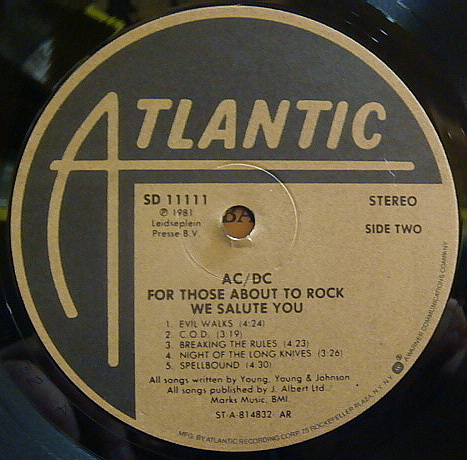 ATLANTIC
SD 11111
℗ 1981
Leidseplein
Presse B.V.
STEREO
SIDE TWO
BA
AC/DC
FOR THOSE ABOUT TO ROCK
WE SALUTE YOU
1. EVIL WALKS (4:24)
2. C.O.D. (3:19)
3. BREAKING THE RULES (4:23)
4. NIGHT OF THE LONG KNIVES (3:26)
5. SPELLBOUND (4:30)
All songs written by Young, Young & Johnson
All songs published by J. Albert Ltd.
Marks Music, BMI.
ST-A-814832- AR
MFG. BY ATLANTIC RECORDING CORP., 75 ROCKEFELLER PLAZA, N.Y., N.Y.
A WARNER COMMUNICATIONS COMPANY